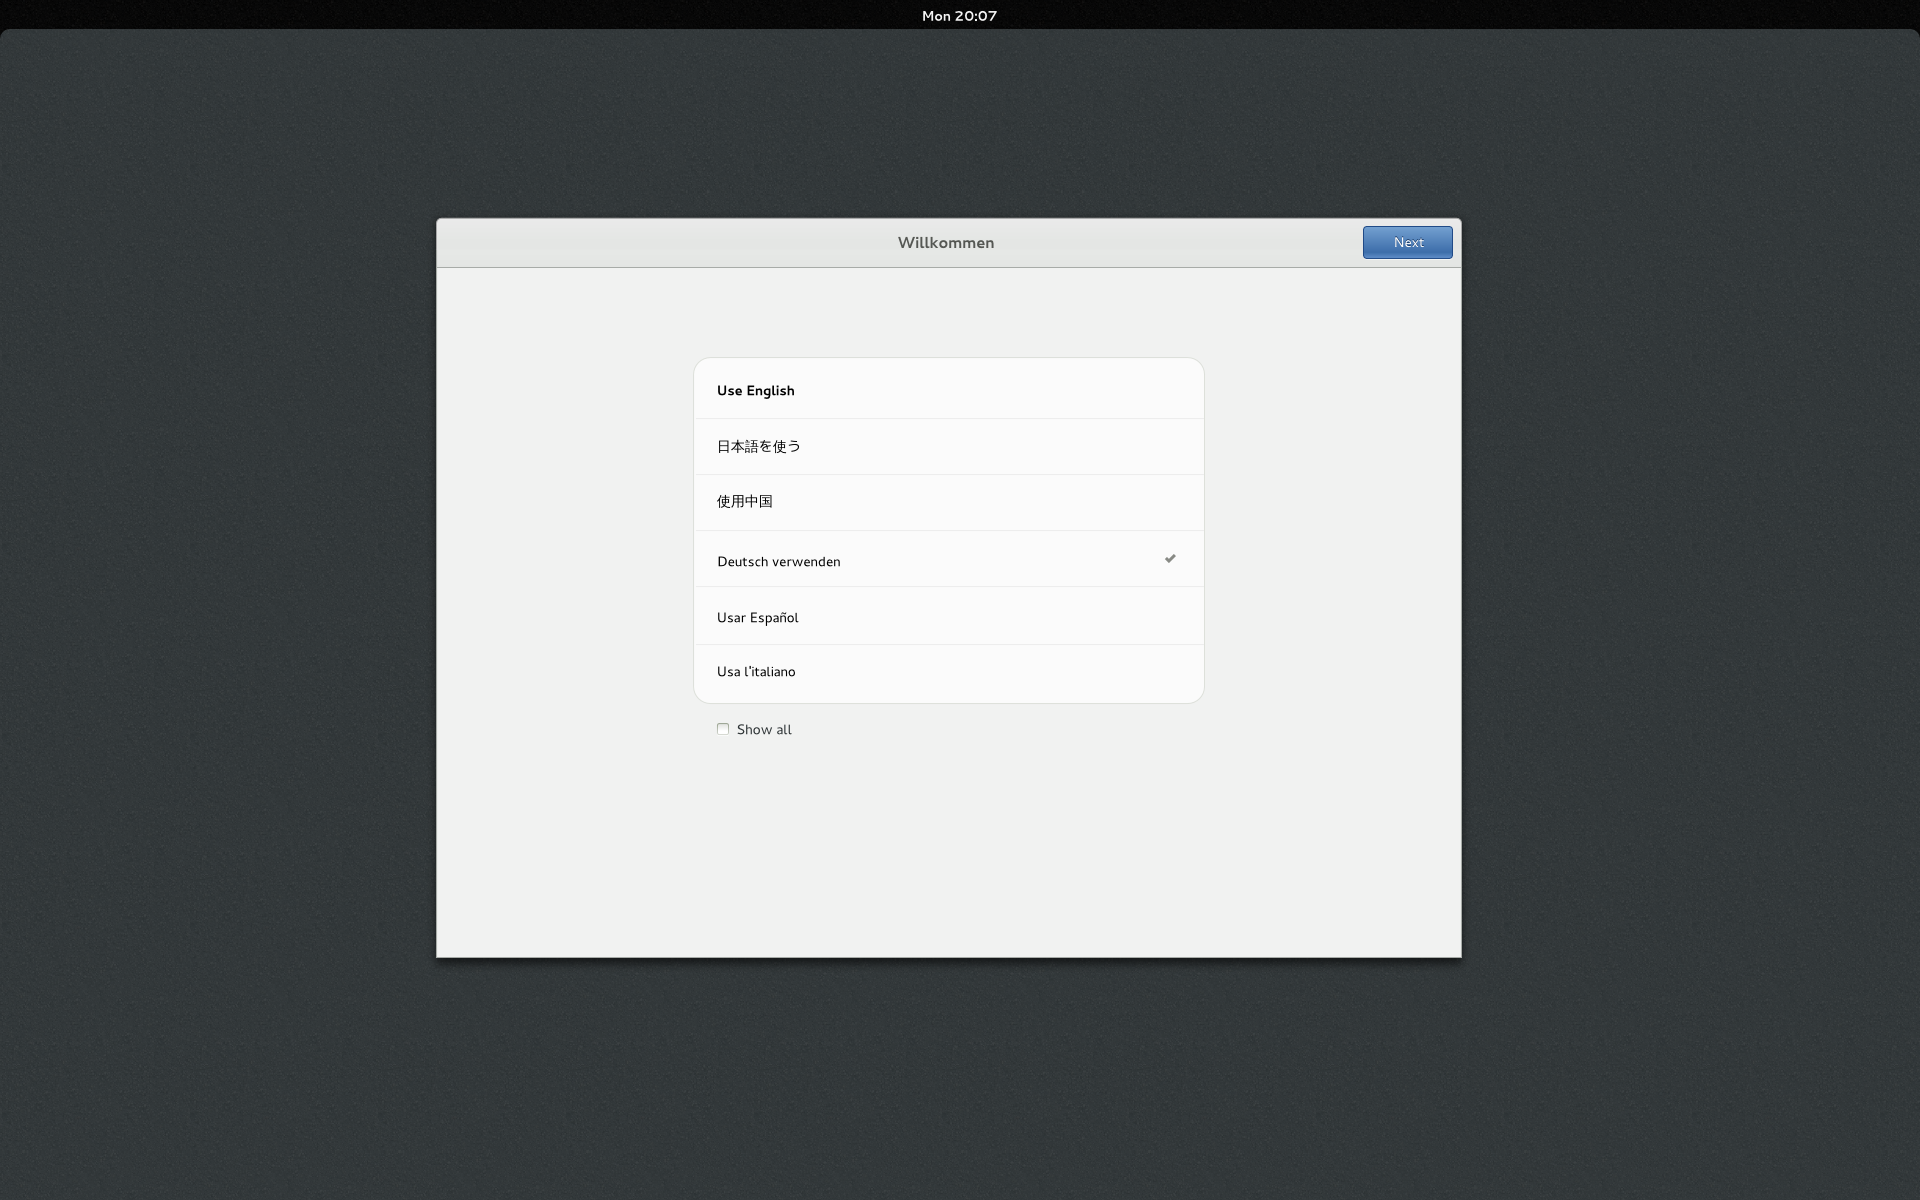 Mon 20:07
Willkommen
Next
Use English
日本語を使う
使用中国
Deutsch verwenden
Usar Español
Usa l'italiano
Show all